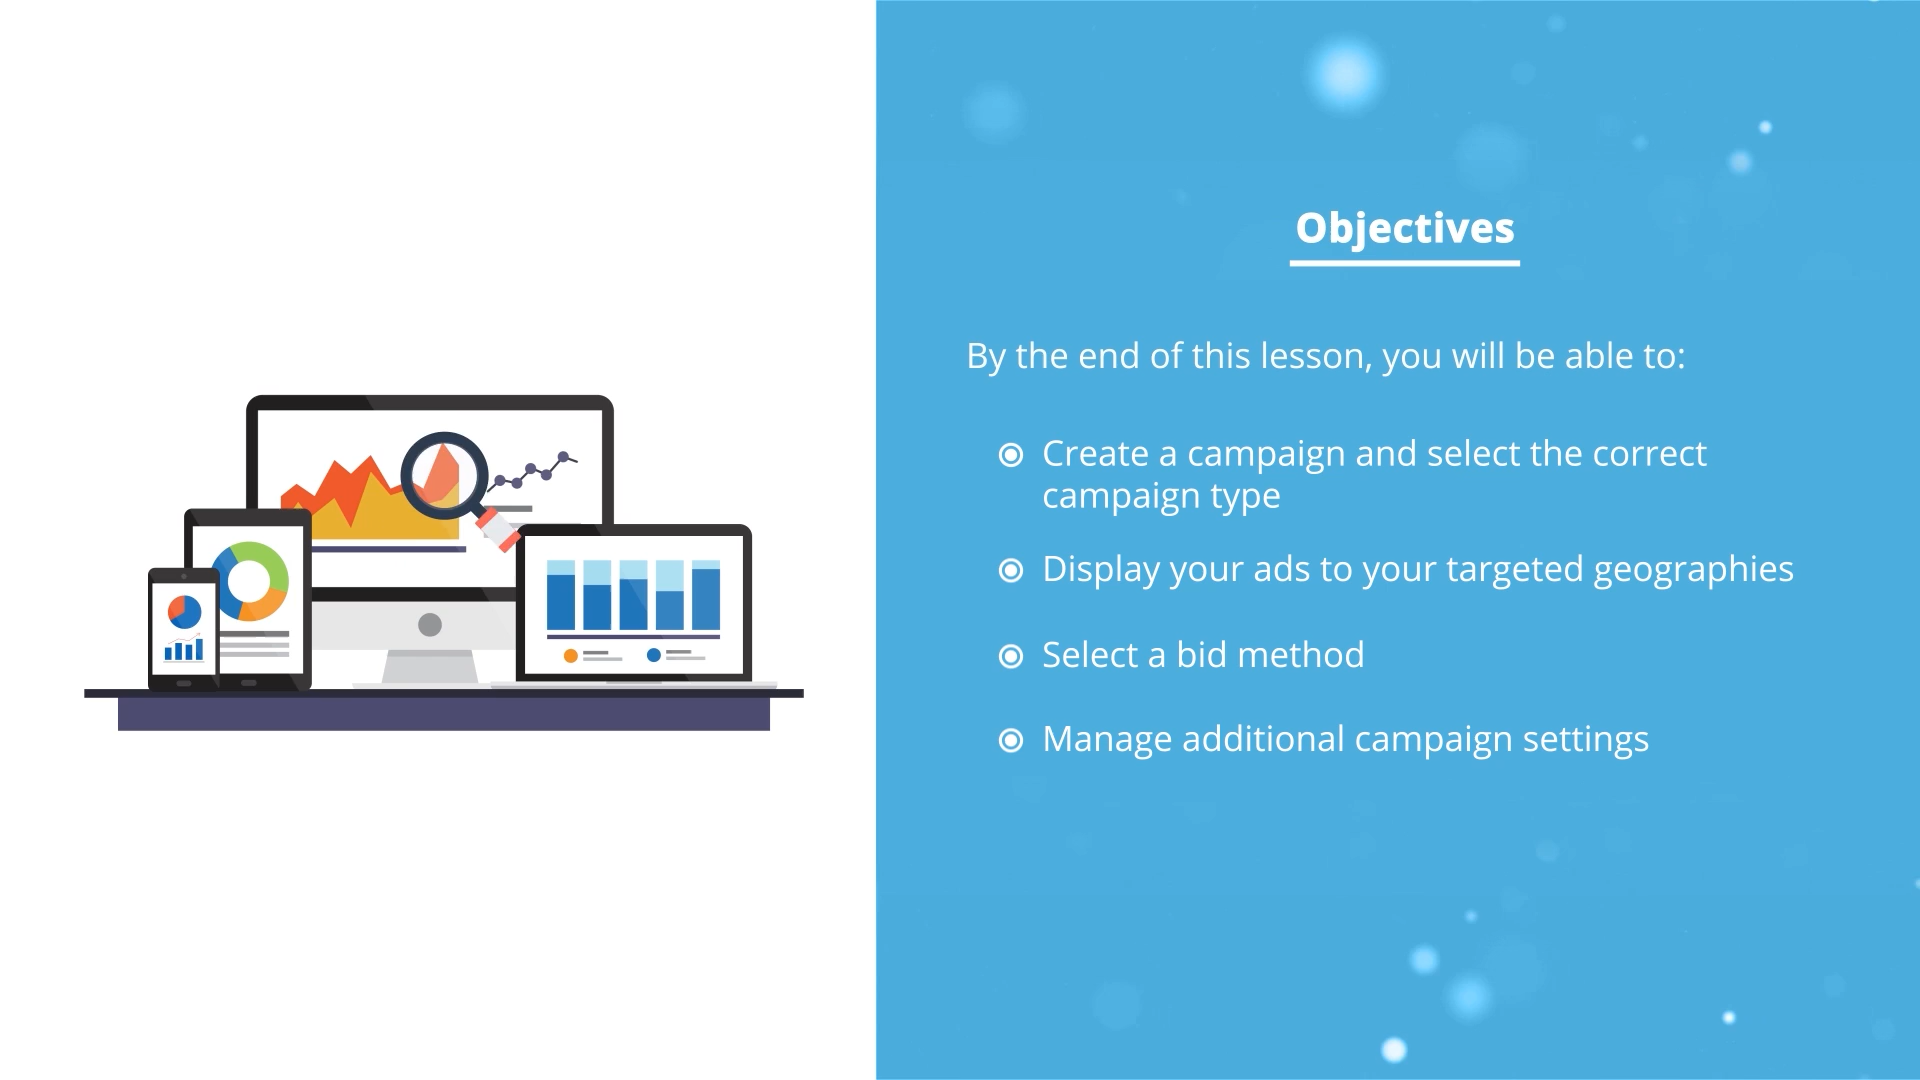 Objectives
By the end of this lesson, you will be able to:
Create a campaign and select the correct
campaign type
Display your ads to your targeted geographies
Select a bid method
Manage additional campaign settings